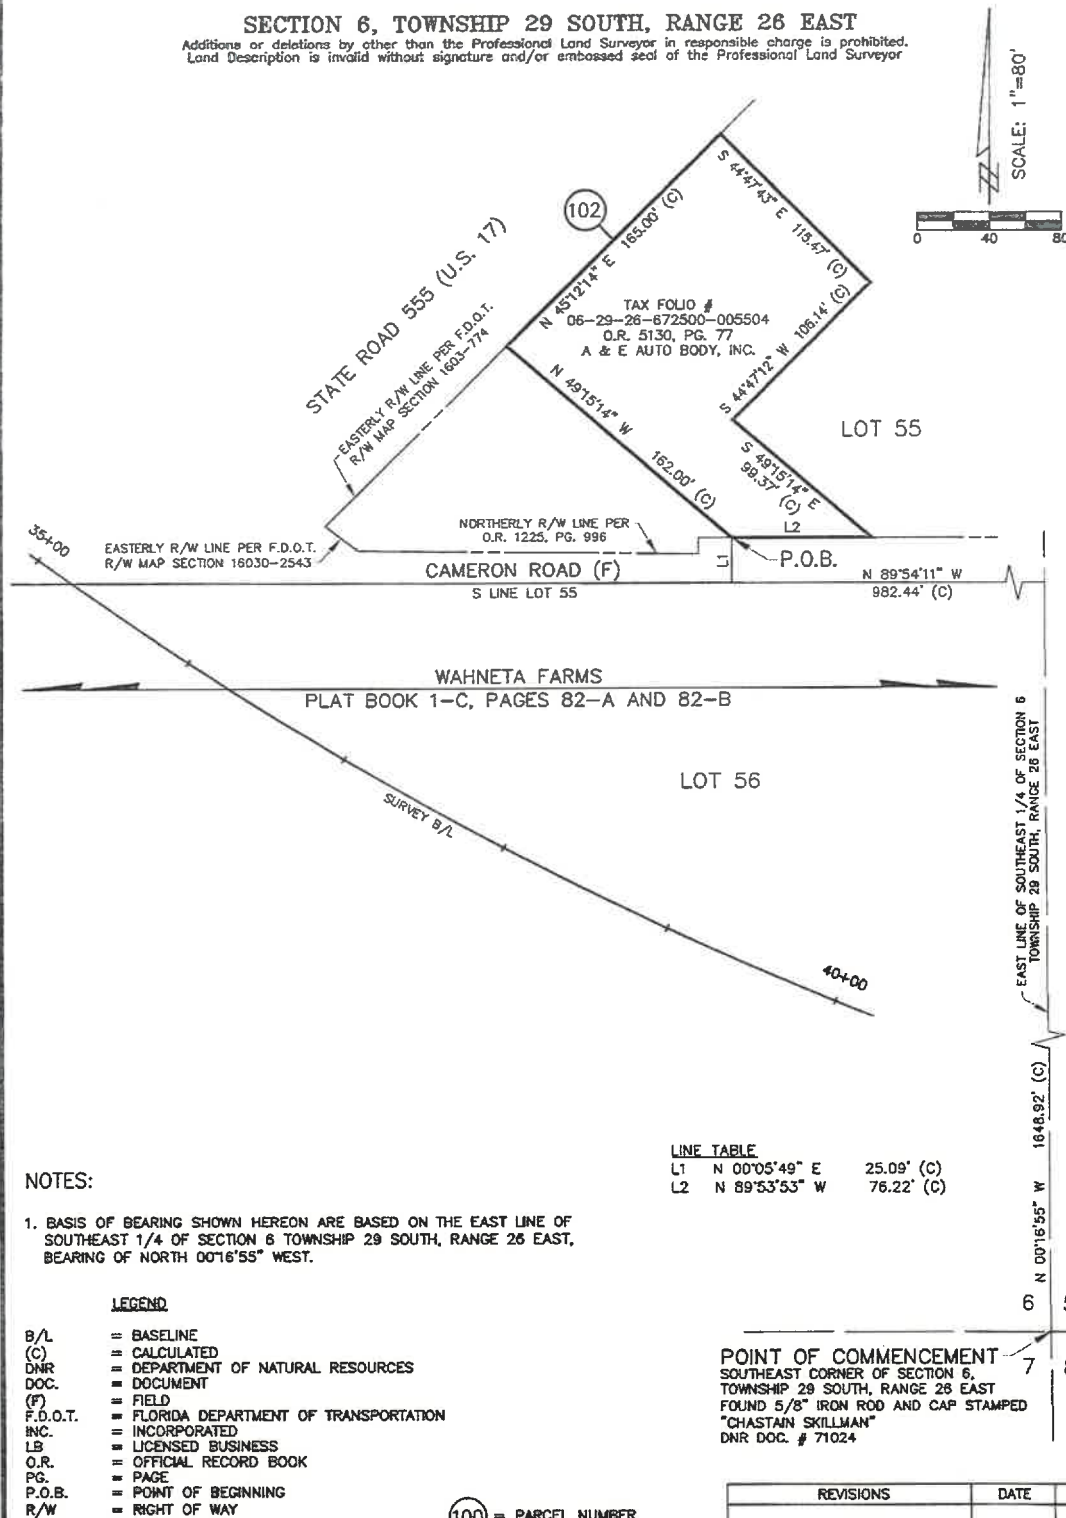 SECTION 6, TOWNSHIP 29 SOUTH, RANGE 26 EAST
Additions or deletions by other than the Professional Land Surveyor in responsible charge is prohibited.
Land Description is invalid without signature and/or embossed seal of the Professional Land Surveyor
SCALE: 1"=80'
0 40 80
102
STATE ROAD 555 (U.S. 17)
EASTERLY R/W LINE PER F.D.O.T.
R/W MAP SECTION 1603-774
N 45°12'14" E 165.00' (C)
S 44°47'43" E 115.47' (C)
TAX FOLIO #
06-29-26-672500-005504
O.R. 5130, PG. 77
A & E AUTO BODY, INC.
S 44°47'12" W 106.14' (C)
N 49°15'14" W 162.00' (C)
S 49°15'14" E
99.37' (C)
LOT 55
L2
35+00
EASTERLY R/W LINE PER F.D.O.T.
R/W MAP SECTION 16030-2543
NORTHERLY R/W LINE PER
O.R. 1225, PG. 996
L1
P.O.B.
CAMERON ROAD (F)
S LINE LOT 55
N 89°54'11" W
982.44' (C)
WAHNETA FARMS
PLAT BOOK 1-C, PAGES 82-A AND 82-B
LOT 56
SURVEY B/L
40+00
EAST LINE OF SOUTHEAST 1/4 OF SECTION 6
TOWNSHIP 29 SOUTH, RANGE 26 EAST
N 00°16'55" W 1648.92' (C)
LINE TABLE
L1 N 00°05'49" E 25.09' (C)
L2 N 89°53'53" W 76.22' (C)
NOTES:
1. BASIS OF BEARING SHOWN HEREON ARE BASED ON THE EAST LINE OF
SOUTHEAST 1/4 OF SECTION 6 TOWNSHIP 29 SOUTH, RANGE 26 EAST,
BEARING OF NORTH 00°16'55" WEST.
LEGEND
B/L = BASELINE
(C) = CALCULATED
DNR = DEPARTMENT OF NATURAL RESOURCES
DOC. = DOCUMENT
(F) = FIELD
F.D.O.T. = FLORIDA DEPARTMENT OF TRANSPORTATION
INC. = INCORPORATED
LB = LICENSED BUSINESS
O.R. = OFFICIAL RECORD BOOK
PG. = PAGE
P.O.B. = POINT OF BEGINNING
R/W = RIGHT OF WAY
100 = PARCEL NUMBER
6 5
7 8
POINT OF COMMENCEMENT
SOUTHEAST CORNER OF SECTION 6,
TOWNSHIP 29 SOUTH, RANGE 26 EAST
FOUND 5/8" IRON ROD AND CAP STAMPED
"CHASTAIN SKILLMAN"
DNR DOC. # 71024
REVISIONS DATE